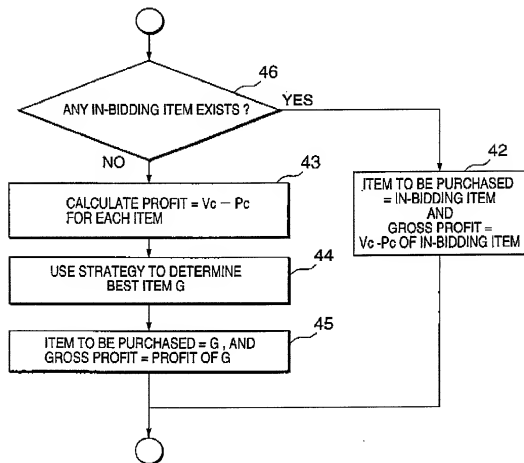 46
ANY IN-BIDDING ITEM EXISTS ?
YES
NO
43
CALCULATE PROFIT = Vc – Pc
FOR EACH ITEM
42
ITEM TO BE PURCHASED
= IN-BIDDING ITEM
AND
GROSS PROFIT =
Vc -Pc OF IN-BIDDING ITEM
44
USE STRATEGY TO DETERMINE
BEST ITEM G
45
ITEM TO BE PURCHASED = G , AND
GROSS PROFIT = PROFIT OF G